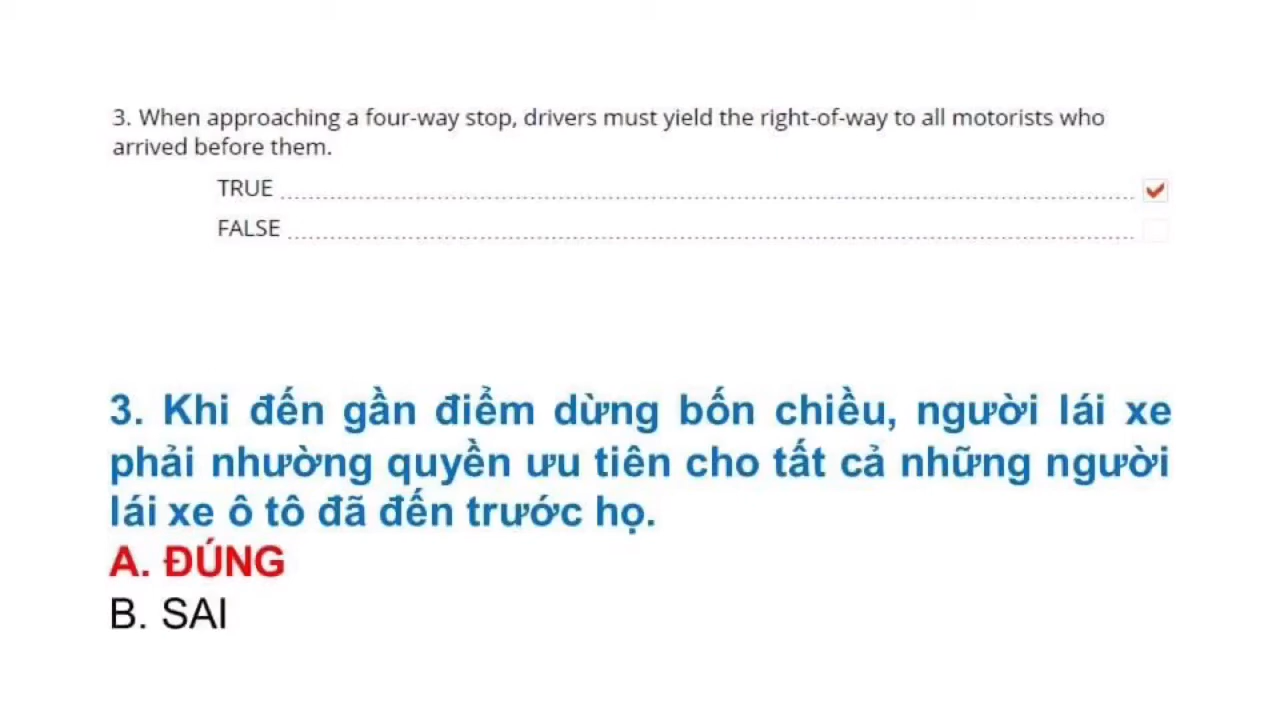 3. When approaching a four-way stop, drivers must yield the right-of-way to all motorists who
arrived before them.
TRUE
FALSE
3. Khi đến gần điểm dừng bốn chiều, người lái xe
phải nhường quyền ưu tiên cho tất cả những người
lái xe ô tô đã đến trước họ.
A. ĐÚNG
B. SAI